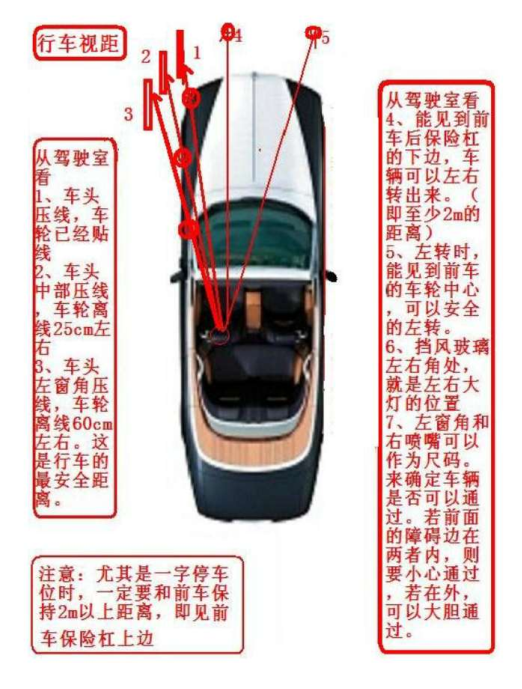 行车视距
1
2
3
4
5
从驾驶室
看
1、车头
压线，车
轮已经贴
线
2、车头
中部压线
，车轮离
线25cm左
右
3、车头
左窗角压
线，车轮
离线60cm
左右。这
是行车的
最安全距
离。
从驾驶室看
4、能见到前
车后保险杠
的下边，车
辆可以左右
转出来。（
即至少2m的
距离）
5、左转时，
能见到前车
的车轮中心
，可以安全
的左转。
6、挡风玻璃
左右角处，
就是左右大
灯的位置
7、左窗角和
右喷嘴可以
作为尺码。
来确定车辆
是否可以通
过。若前面
的障碍边在
两者内，则
要小心通过
，若在外，
可以大胆通
过。
注意：尤其是一字停车
位时，一定要和前车保
持2m以上距离，即见前
车保险杠上边